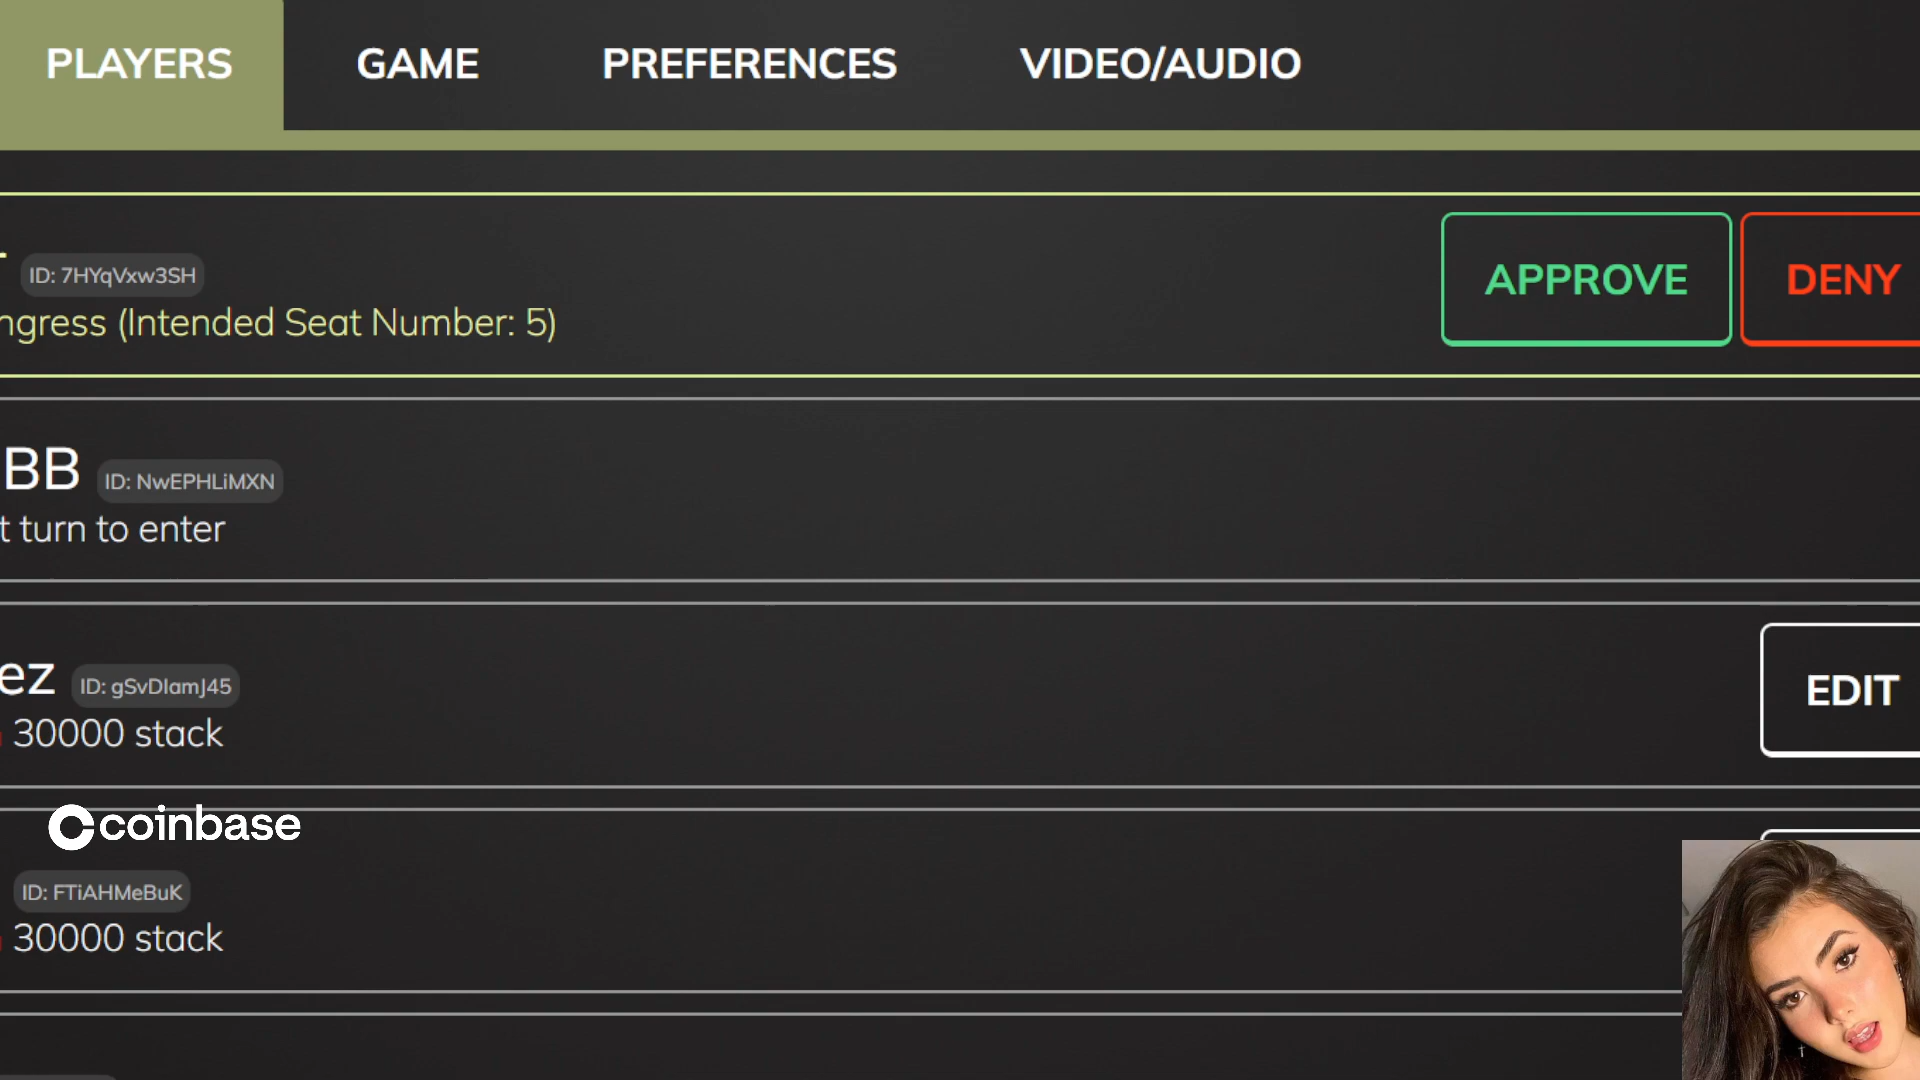 PLAYERS GAME PREFERENCES VIDEO/AUDIO
ID: 7HYqVxw3SH
ngress (Intended Seat Number: 5)
APPROVE DENY
BB ID: NwEPHLiMXN
t turn to enter
ez ID: gSvDIamJ45
30000 stack
EDIT
coinbase
ID: FTiAHMeBuK
30000 stack